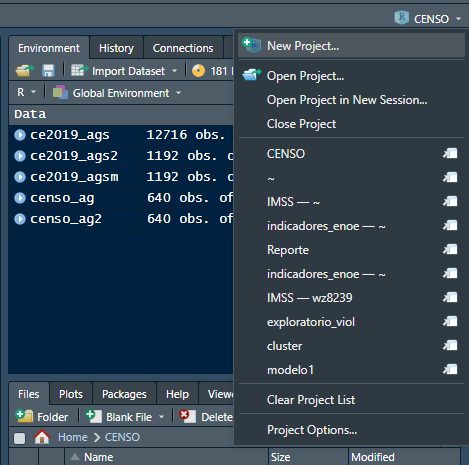 CENSO
Environment History Connections
Import Dataset 181
R Global Environment
Data
ce2019_ags 12716 obs.
ce2019_ags2 1192 obs. o
ce2019_agsm 1192 obs.
censo_ag 640 obs. of
censo_ag2 640 obs. of
New Project...
Open Project...
Open Project in New Session...
Close Project
CENSO
~
IMSS — ~
indicadores_enoe — ~
Reporte
indicadores_enoe — ~
IMSS — wz8239
exploratorio_viol
cluster
modelo1
Clear Project List
Project Options...
Files Plots Packages Help Viewe
Folder Blank File Delete
Home CENSO
Name Size Modified